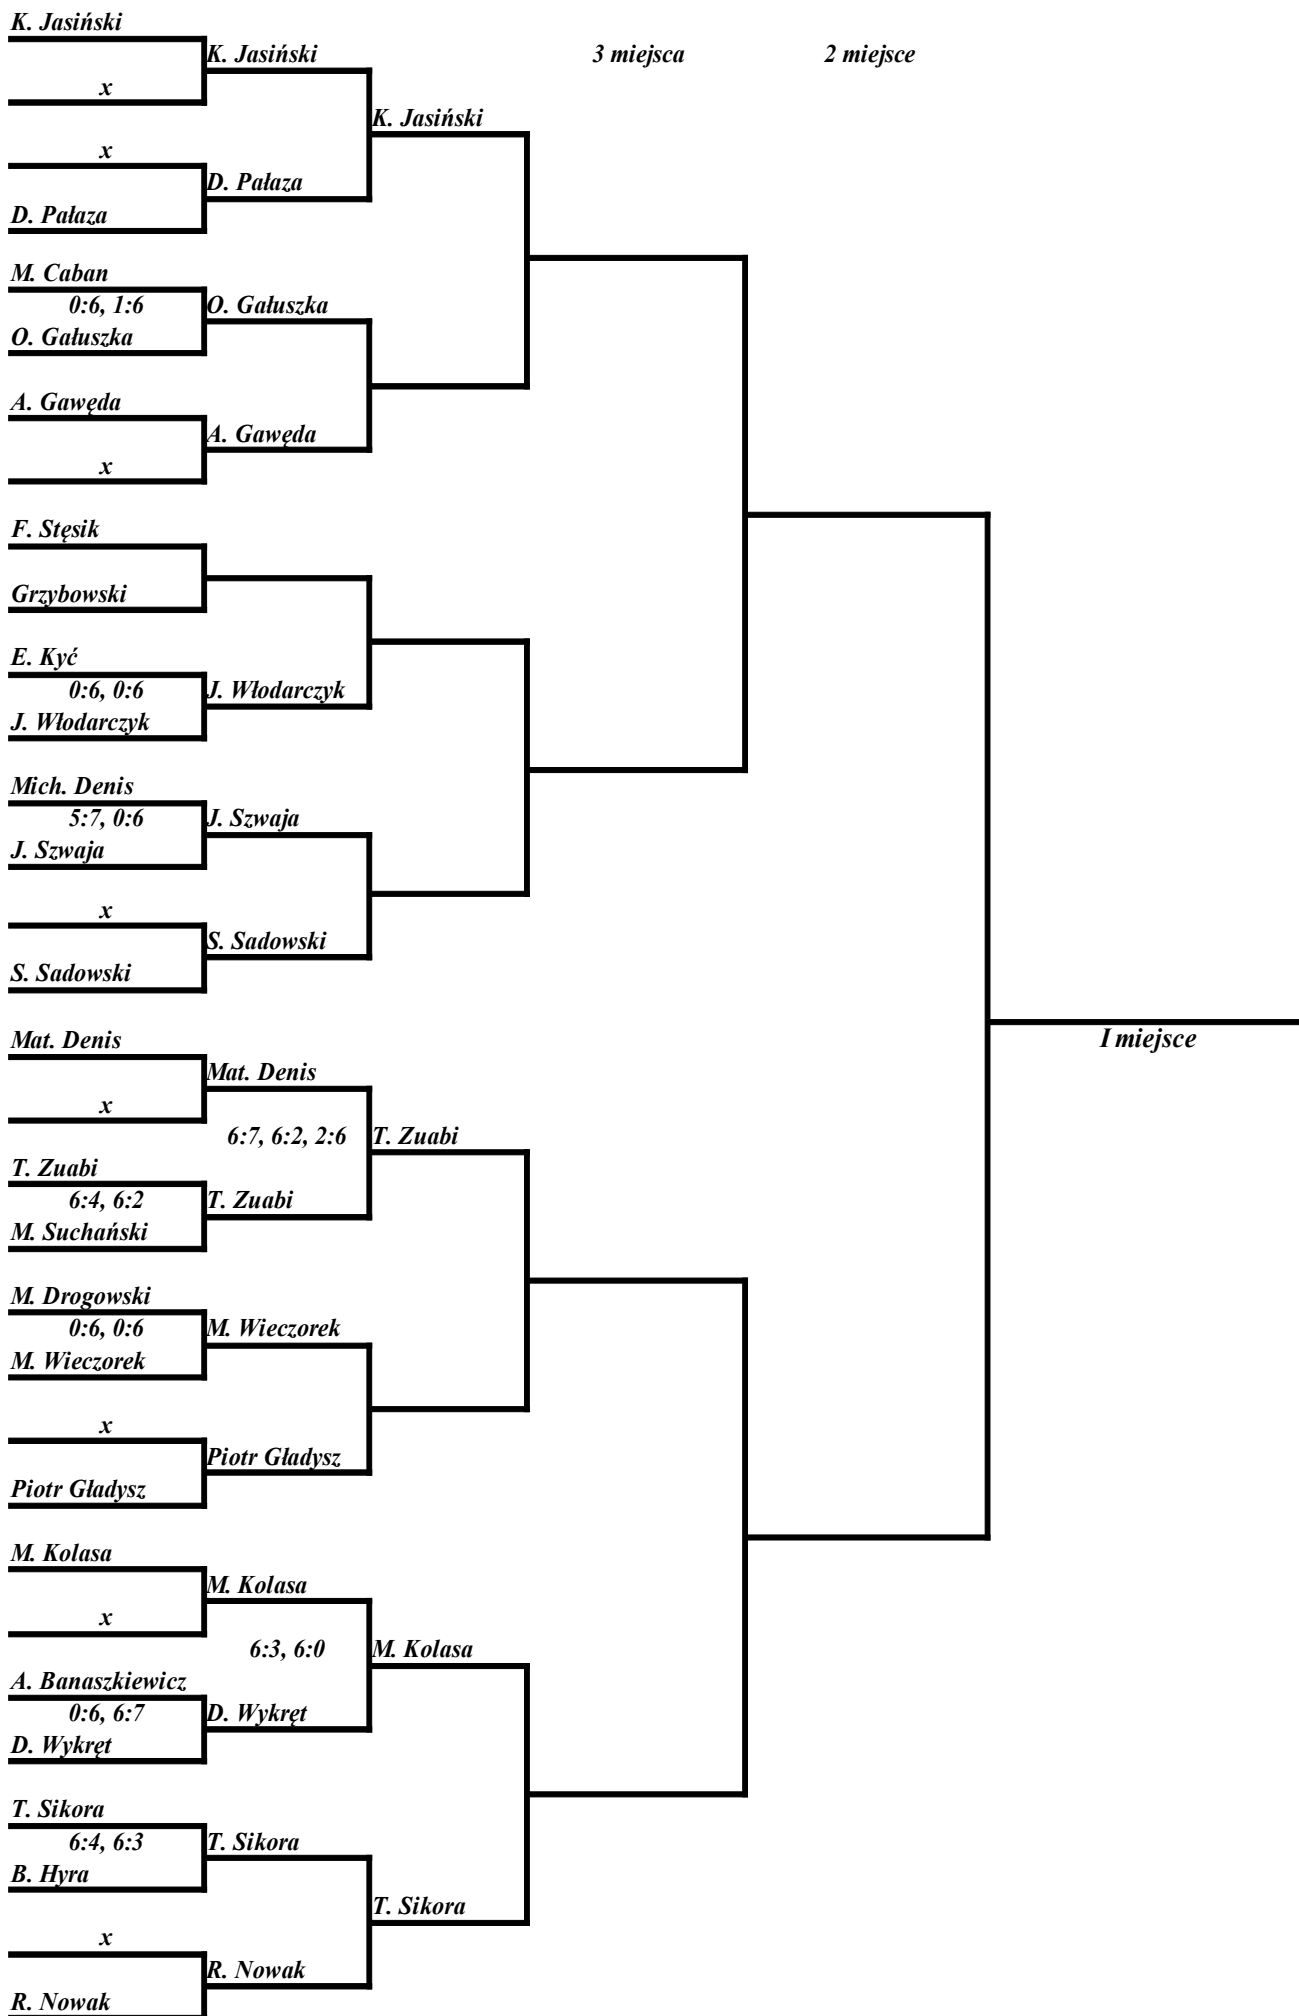 K. Jasiński
K. Jasiński
3 miejsca
2 miejsce
x
K. Jasiński
x
D. Pałaza
D. Pałaza
M. Caban
0:6, 1:6
O. Gałuszka
O. Gałuszka
A. Gawęda
A. Gawęda
x
F. Stęsik
Grzybowski
E. Kyć
0:6, 0:6
J. Włodarczyk
J. Włodarczyk
Mich. Denis
5:7, 0:6
J. Szwaja
J. Szwaja
x
S. Sadowski
S. Sadowski
I miejsce
Mat. Denis
Mat. Denis
x
6:7, 6:2, 2:6
T. Zuabi
T. Zuabi
6:4, 6:2
T. Zuabi
M. Suchański
M. Drogowski
0:6, 0:6
M. Wieczorek
M. Wieczorek
x
Piotr Gładysz
Piotr Gładysz
M. Kolasa
M. Kolasa
x
6:3, 6:0
M. Kolasa
A. Banaszkiewicz
0:6, 6:7
D. Wykręt
D. Wykręt
T. Sikora
6:4, 6:3
T. Sikora
B. Hyra
T. Sikora
x
R. Nowak
R. Nowak